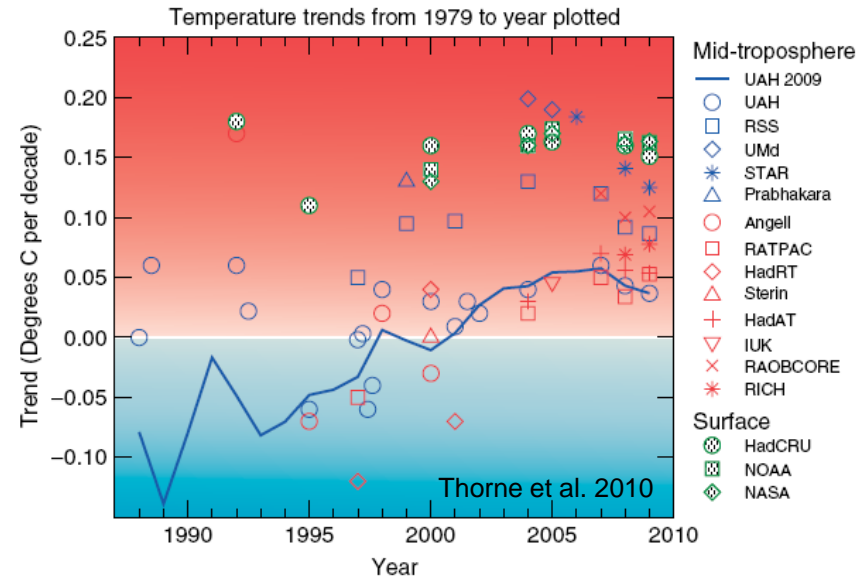 Temperature trends from 1979 to year plotted
Trend (Degrees C per decade)
0.25
0.20
0.15
0.10
0.05
0.00
−0.05
−0.10
1990
1995
2000
2005
2010
Year
Thorne et al. 2010
Mid-troposphere
UAH 2009
UAH
RSS
UMd
STAR
Prabhakara
Angell
RATPAC
HadRT
Sterin
HadAT
IUK
RAOBCORE
RICH
Surface
HadCRU
NOAA
NASA